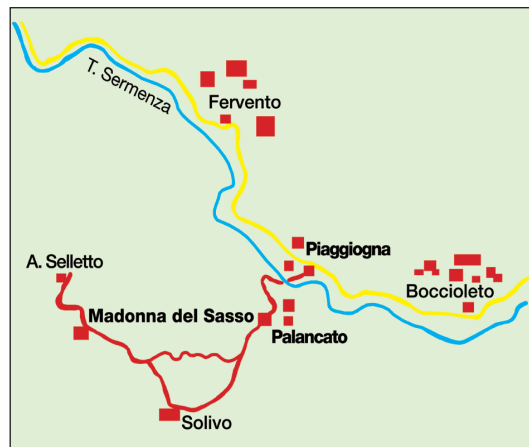 T. Sermenza
Fervento
Piaggiogna
A. Selletto
Boccioleto
Madonna del Sasso
Palancato
Solivo